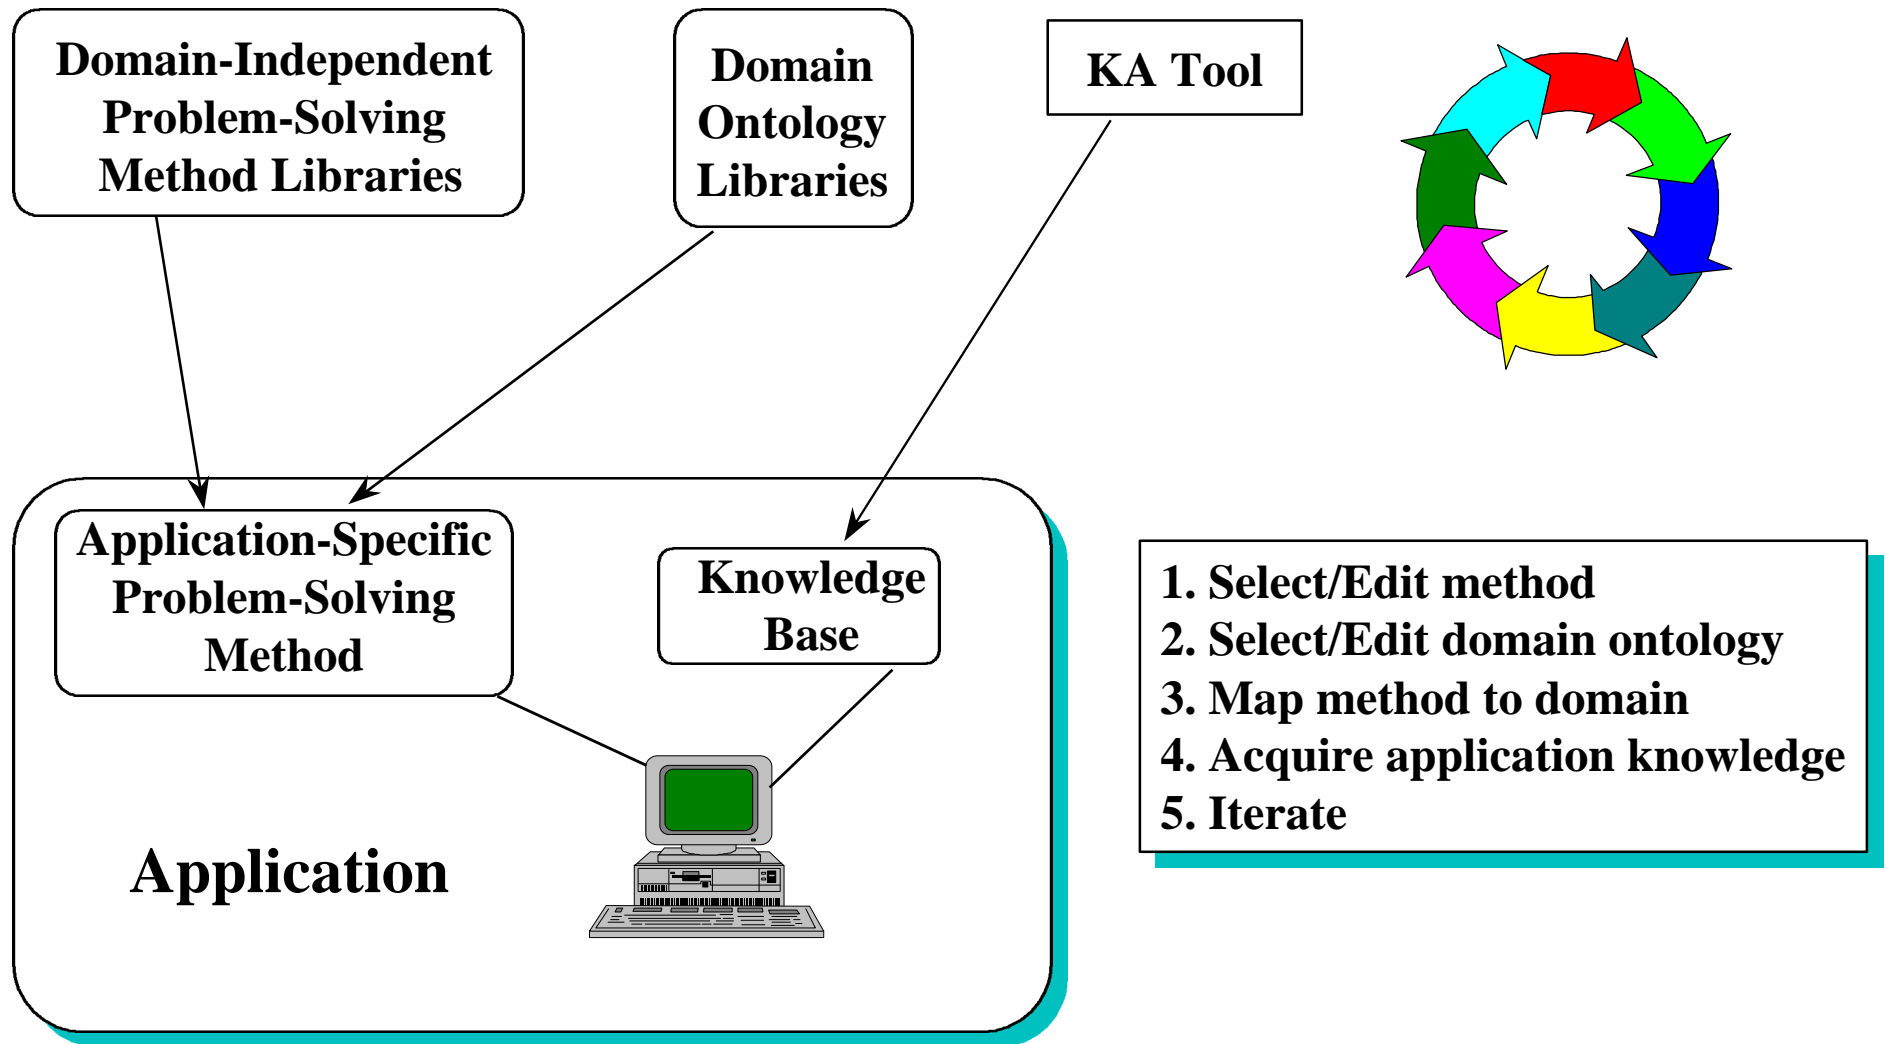 Domain-Independent
Problem-Solving
Method Libraries
Domain
Ontology
Libraries
KA Tool
Application-Specific
Problem-Solving
Method
Knowledge
Base
Application
1. Select/Edit method
2. Select/Edit domain ontology
3. Map method to domain
4. Acquire application knowledge
5. Iterate